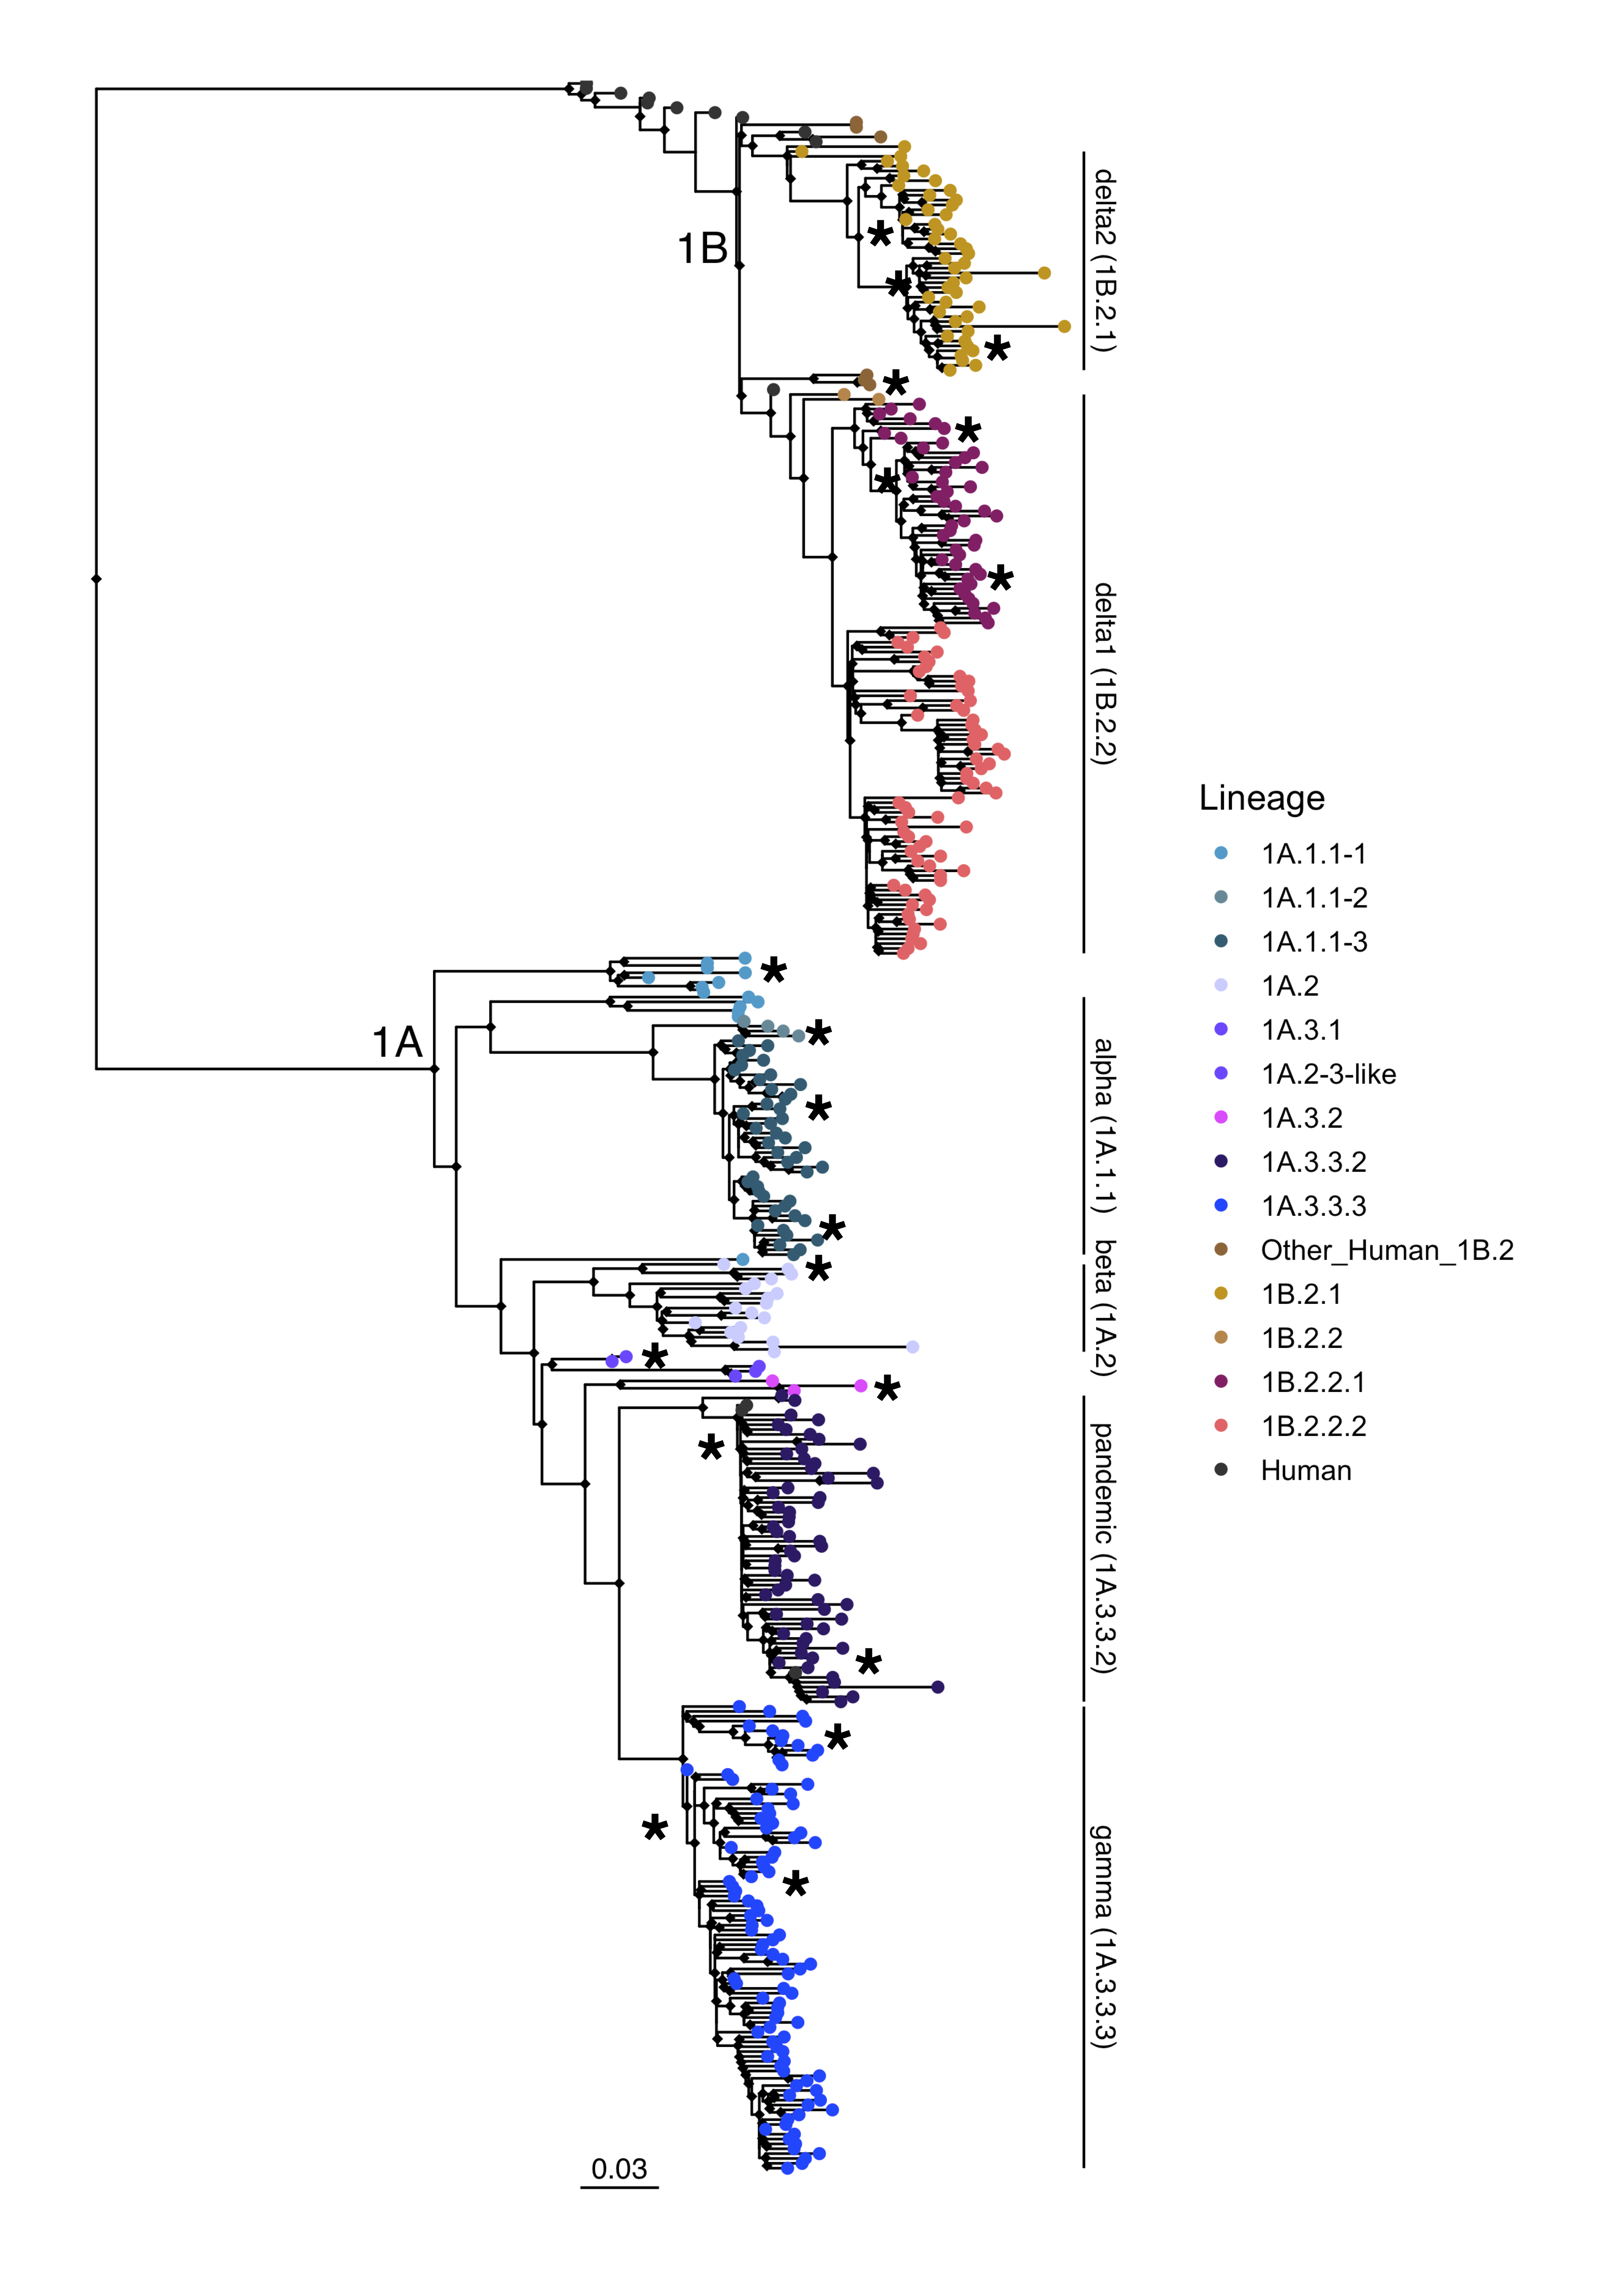 1B
delta2 (1B.2.1)
delta1 (1B.2.2)
1A
alpha (1A.1.1)
beta (1A.2)
pandemic (1A.3.3.2)
gamma (1A.3.3.3)
0.03
Lineage
1A.1.1-1
1A.1.1-2
1A.1.1-3
1A.2
1A.3.1
1A.2-3-like
1A.3.2
1A.3.3.2
1A.3.3.3
Other_Human_1B.2
1B.2.1
1B.2.2
1B.2.2.1
1B.2.2.2
Human